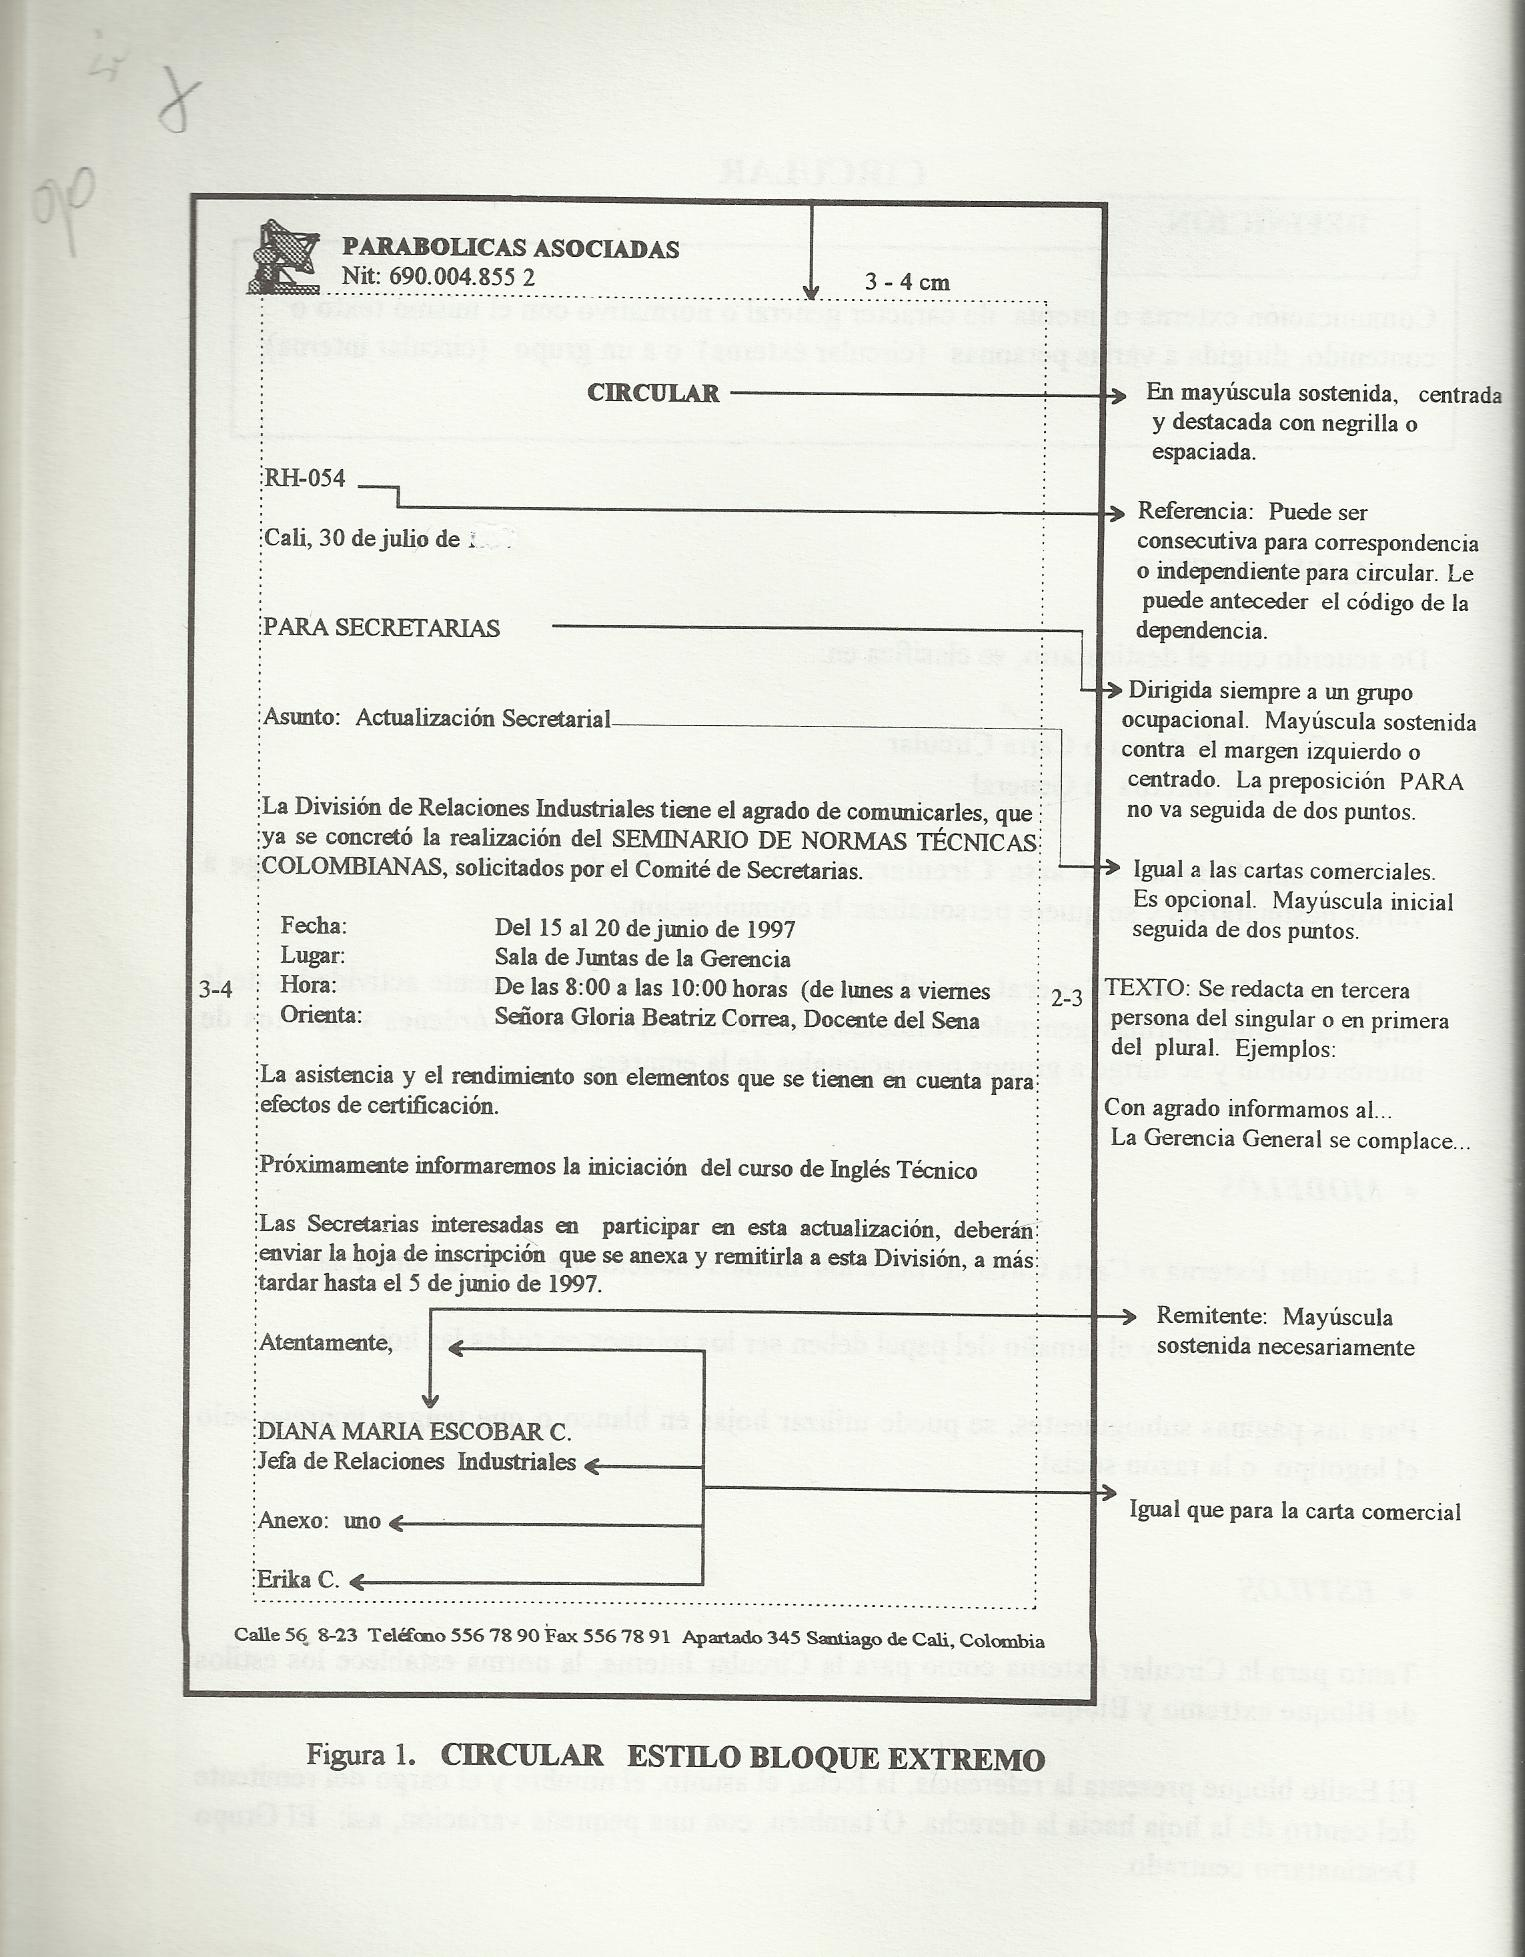 PARABOLICAS ASOCIADAS
Nit: 690.004.855 2
3 - 4 cm
CIRCULAR
En mayúscula sostenida, centrada
y destacada con negrilla o
espaciada.
RH-054
Referencia: Puede ser
consecutiva para correspondencia
o independiente para circular. Le
puede anteceder el código de la
dependencia.
Cali, 30 de julio de
PARA SECRETARIAS
Dirigida siempre a un grupo
ocupacional. Mayúscula sostenida
contra el margen izquierdo o
centrado. La preposición PARA
no va seguida de dos puntos.
Asunto: Actualización Secretarial
Igual a las cartas comerciales.
Es opcional. Mayúscula inicial
seguida de dos puntos.
La División de Relaciones Industriales tiene el agrado de comunicarles, que
ya se concretó la realización del SEMINARIO DE NORMAS TÉCNICAS
COLOMBIANAS, solicitados por el Comité de Secretarias.
Fecha: Del 15 al 20 de junio de 1997
Lugar: Sala de Juntas de la Gerencia
Hora: De las 8:00 a las 10:00 horas (de lunes a viernes
Orienta: Señora Gloria Beatriz Correa, Docente del Sena
3-4
2-3
TEXTO: Se redacta en tercera
persona del singular o en primera
del plural. Ejemplos:
Con agrado informamos al...
La Gerencia General se complace...
La asistencia y el rendimiento son elementos que se tienen en cuenta para
efectos de certificación.
Próximamente informaremos la iniciación del curso de Inglés Técnico
Las Secretarias interesadas en participar en esta actualización, deberán
enviar la hoja de inscripción que se anexa y remitirla a esta División, a más
tardar hasta el 5 de junio de 1997.
Remitente: Mayúscula
sostenida necesariamente
Atentamente,
DIANA MARIA ESCOBAR C.
Jefa de Relaciones Industriales
Igual que para la carta comercial
Anexo: uno
Erika C.
Calle 56 8-23 Teléfono 556 78 90 Fax 556 78 91 Apartado 345 Santiago de Cali, Colombia
Figura 1. CIRCULAR ESTILO BLOQUE EXTREMO